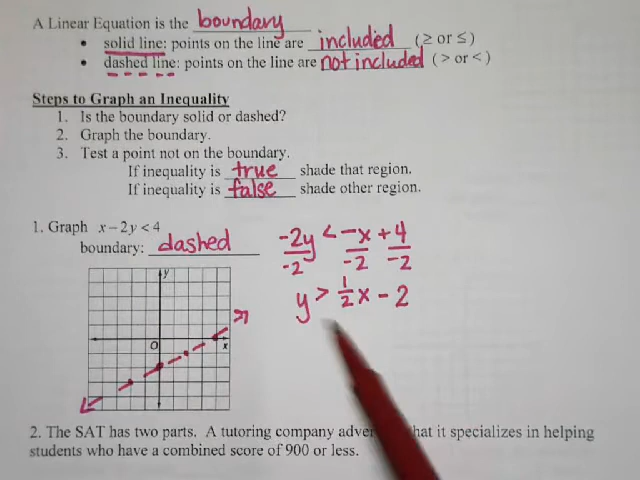 A Linear Equation is the boundary
• solid line: points on the line are included (≥ or ≤)
• dashed line: points on the line are not included (> or <)
Steps to Graph an Inequality
1. Is the boundary solid or dashed?
2. Graph the boundary.
3. Test a point not on the boundary.
If inequality is true shade that region.
If inequality is false shade other region.
1. Graph x – 2y < 4
boundary: dashed
-2y < -x + 4
-2 -2 -2
y > 1/2 x - 2
y
O x
2. The SAT has two parts. A tutoring company that it specializes in helping
students who have a combined score of 900 or less.